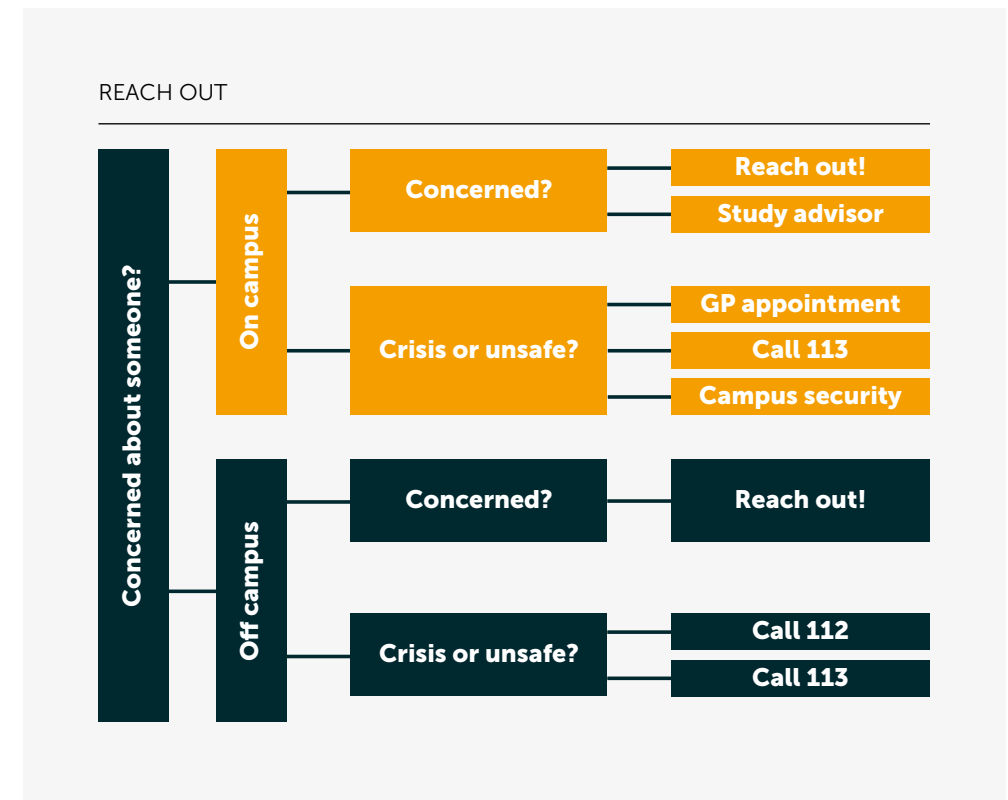 REACH OUT
Concerned about someone?
On campus
Concerned?
Reach out!
Study advisor
Crisis or unsafe?
GP appointment
Call 113
Campus security
Off campus
Concerned?
Reach out!
Crisis or unsafe?
Call 112
Call 113